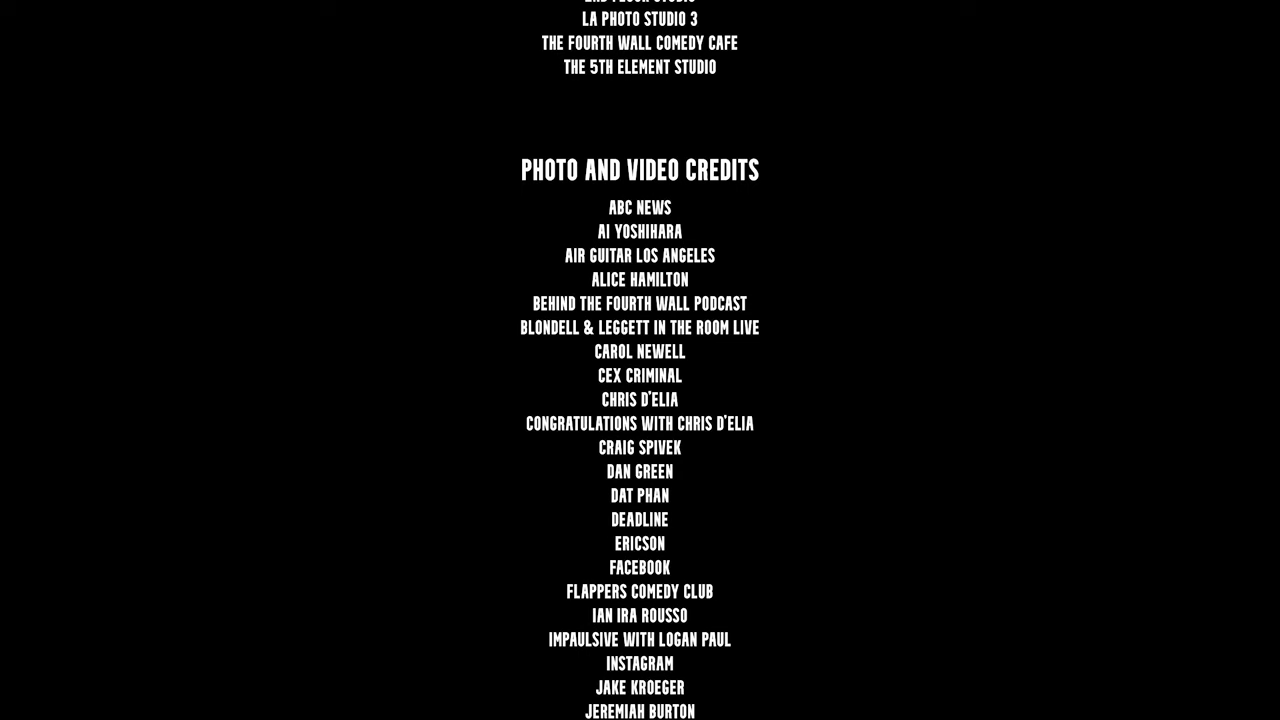 LA PHOTO STUDIO 3
THE FOURTH WALL COMEDY CAFE
THE 5TH ELEMENT STUDIO
PHOTO AND VIDEO CREDITS
ABC NEWS
AI YOSHIHARA
AIR GUITAR LOS ANGELES
ALICE HAMILTON
BEHIND THE FOURTH WALL PODCAST
BLONDELL & LEGGETT IN THE ROOM LIVE
CAROL NEWELL
CEX CRIMINAL
CHRIS D'ELIA
CONGRATULATIONS WITH CHRIS D'ELIA
CRAIG SPIVEK
DAN GREEN
DAT PHAN
DEADLINE
ERICSON
FACEBOOK
FLAPPERS COMEDY CLUB
IAN IRA ROUSSO
IMPAULSIVE WITH LOGAN PAUL
INSTAGRAM
JAKE KROEGER
JEREMIAH BURTON